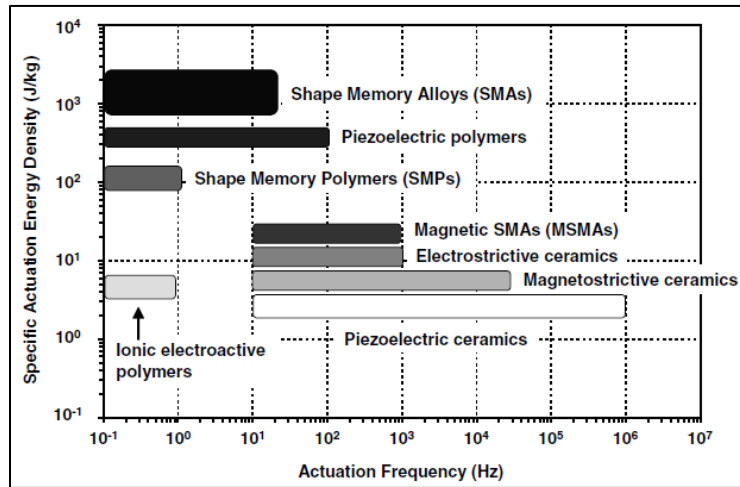 Specific Actuation Energy Density (J/kg)
10⁴
10³
10²
10¹
10⁰
10⁻¹
Shape Memory Alloys (SMAs)
Piezoelectric polymers
Shape Memory Polymers (SMPs)
Magnetic SMAs (MSMAs)
Electrostrictive ceramics
Magnetostrictive ceramics
Piezoelectric ceramics
Ionic electroactive
polymers
10⁻¹ 10⁰ 10¹ 10² 10³ 10⁴ 10⁵ 10⁶ 10⁷
Actuation Frequency (Hz)